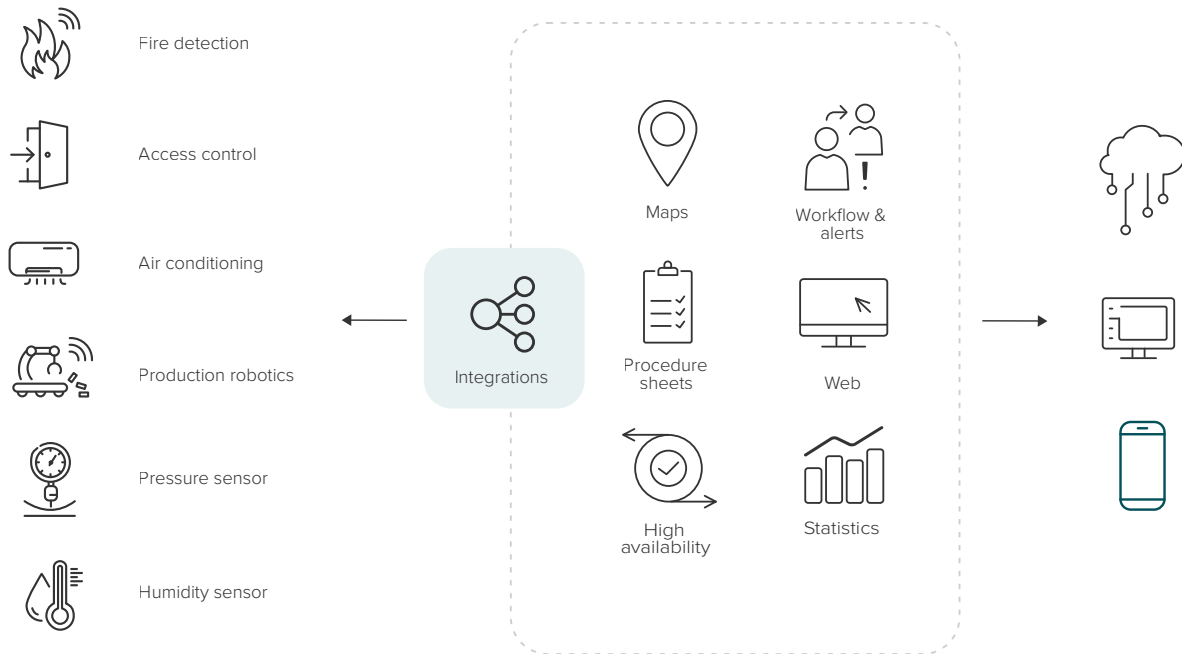 Fire detection
Access control
Air conditioning
Production robotics
Pressure sensor
Humidity sensor
Integrations
Maps
Workflow &
alerts
Procedure
sheets
Web
High
availability
Statistics